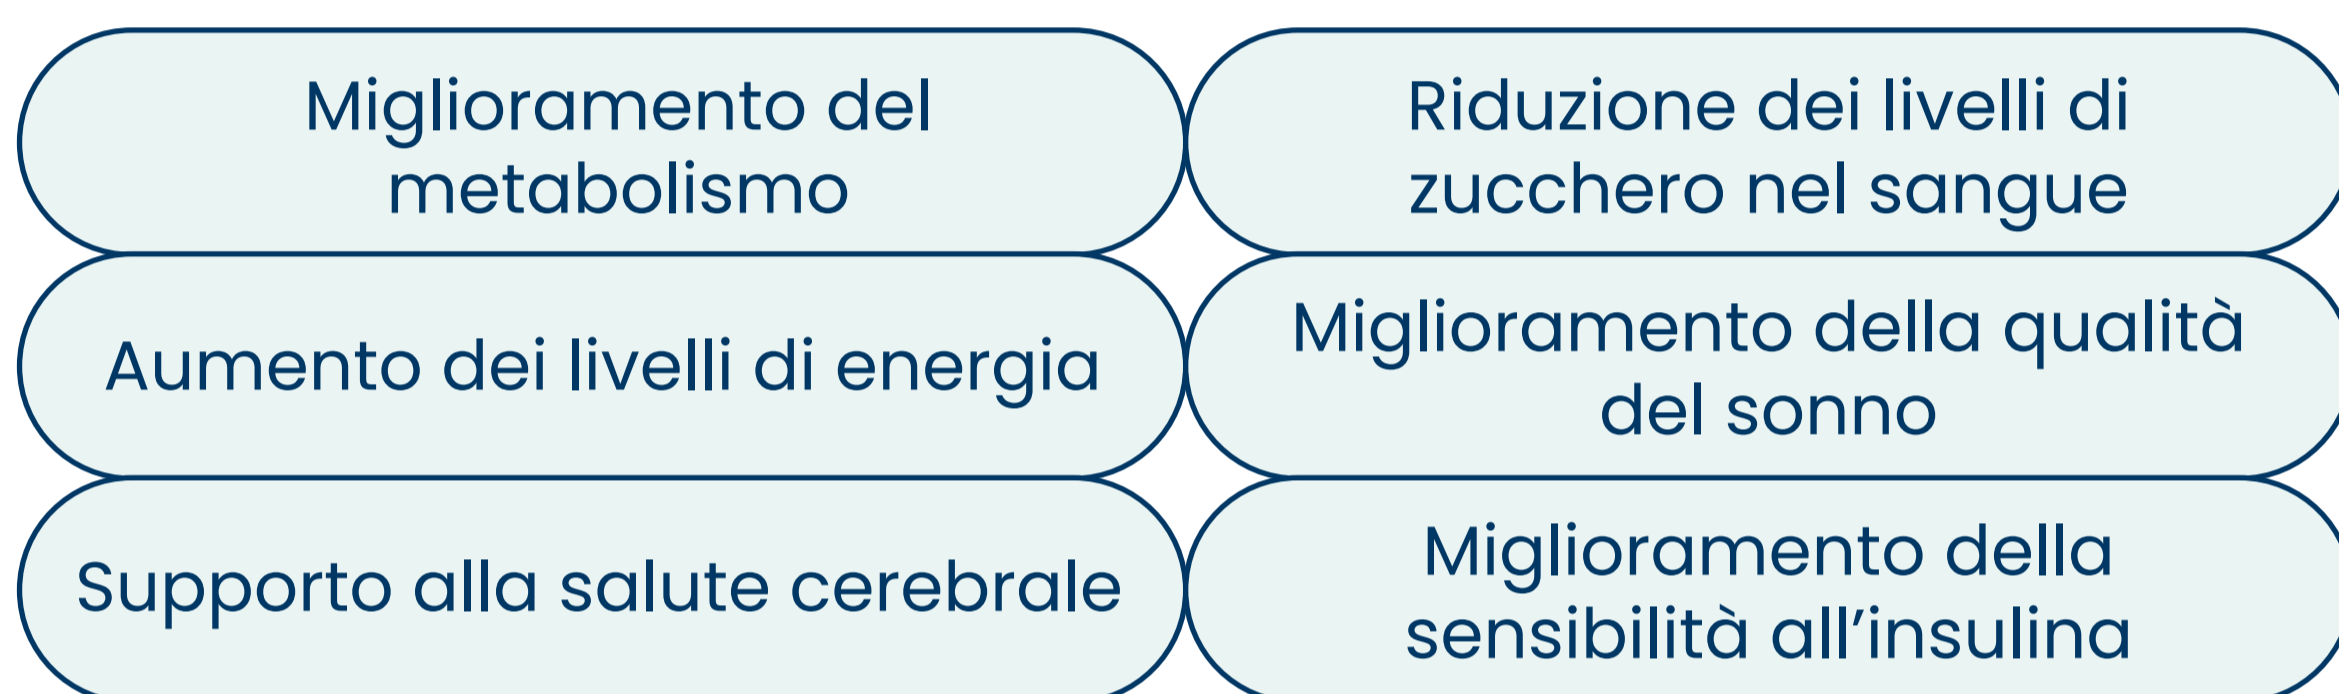 Miglioramento del
metabolismo
Riduzione dei livelli di
zucchero nel sangue
Aumento dei livelli di energia
Miglioramento della qualità
del sonno
Supporto alla salute cerebrale
Miglioramento della
sensibilità all’insulina